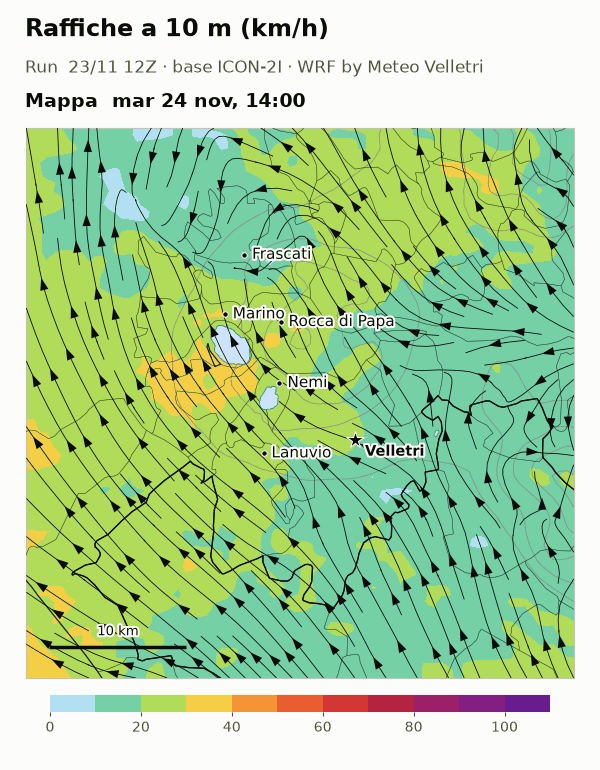 Raffiche a 10 m (km/h)
Run  23/11 12Z · base ICON-2I · WRF by Meteo Velletri
Mappa  mar 24 nov, 14:00
Frascati
Marino
Rocca di Papa
Nemi
Velletri
Lanuvio
10 km
0 20 40 60 80 100